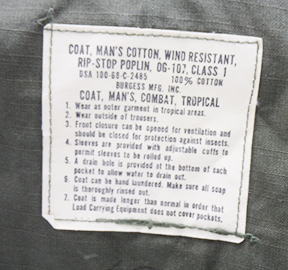 COAT, MAN'S COTTON, WIND RESISTANT,
RIP-STOP POPLIN, OG-107, CLASS 1
DSA 100-68-C-2485 100% COTTON
BURGESS MFG. INC.
COAT, MAN'S, COMBAT, TROPICAL
1. Wear as outer garment in tropical areas.
2. Wear outside of trousers.
3. Front closure can be opened for ventilation and
should be closed for protection against insects.
4. Sleeves are provided with adjustable cuffs to
permit sleeves to be rolled up.
5. A drain hole is provided at the bottom of each
pocket to allow water to drain out.
6. Coat can be hand laundered. Make sure all soap
is thoroughly rinsed out.
7. Coat is made longer than normal in order that
Load Carrying Equipment does not cover pockets.